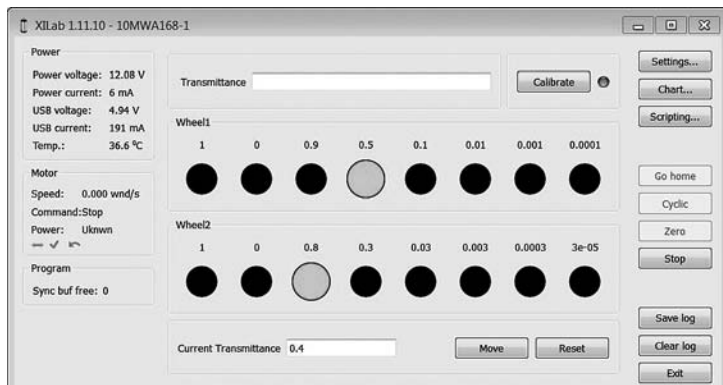 XILab 1.11.10 - 10MWA168-1
Power
Power voltage: 12.08 V
Power current: 6 mA
USB voltage: 4.94 V
USB current: 191 mA
Temp.: 36.6 ⁰C
Motor
Speed: 0.000 wnd/s
Command:Stop
Power: Uknwn
Program
Sync buf free: 0
Transmittance
Calibrate
Wheel1
1 0 0.9 0.5 0.1 0.01 0.001 0.0001
Wheel2
1 0 0.8 0.3 0.03 0.003 0.0003 3e-05
Current Transmittance 0.4
Move Reset
Settings...
Chart...
Scripting...
Go home
Cyclic
Zero
Stop
Save log
Clear log
Exit